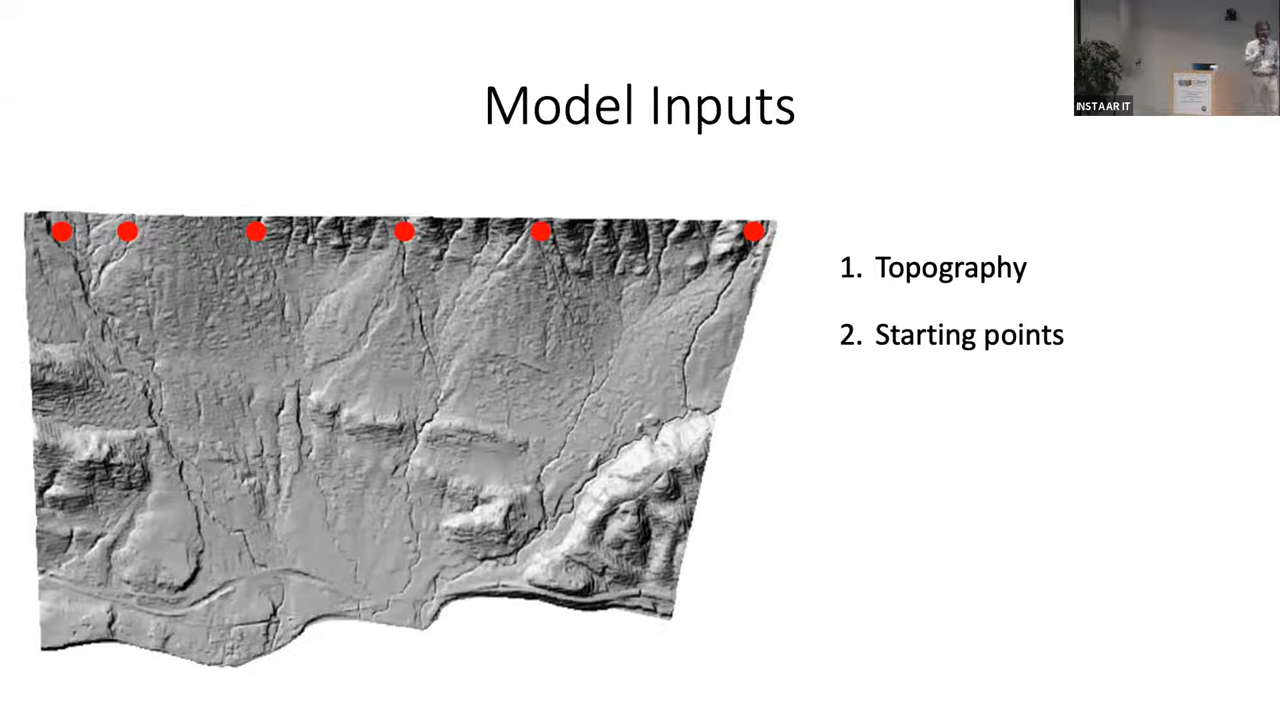 Model Inputs
INSTAAR IT
1. Topography
2. Starting points